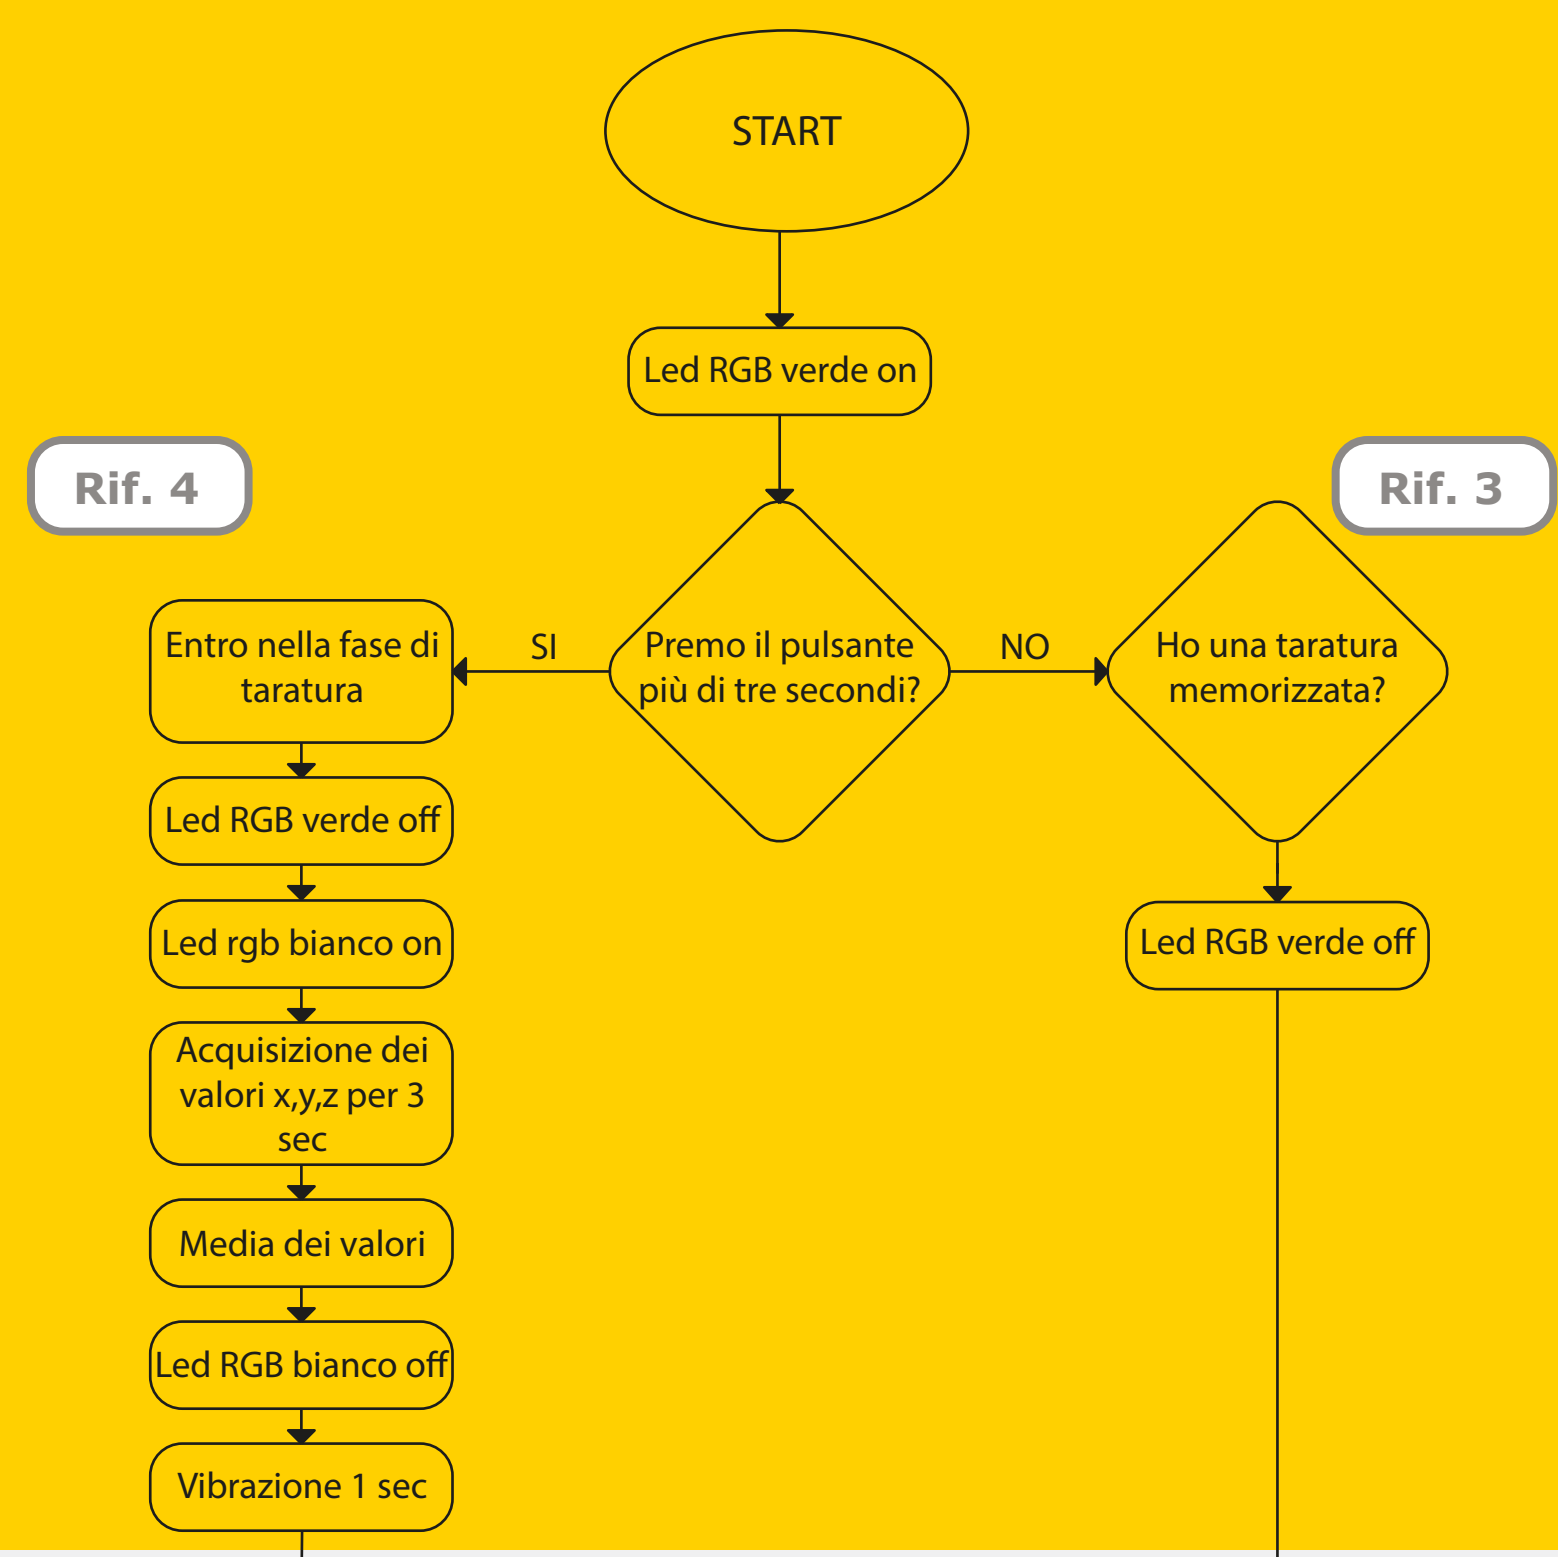 START
Led RGB verde on
Rif. 4
Rif. 3
Entro nella fase di
taratura
SI
Premo il pulsante
più di tre secondi?
NO
Ho una taratura
memorizzata?
Led RGB verde off
Led rgb bianco on
Led RGB verde off
Acquisizione dei
valori x,y,z per 3
sec
Media dei valori
Led RGB bianco off
Vibrazione 1 sec